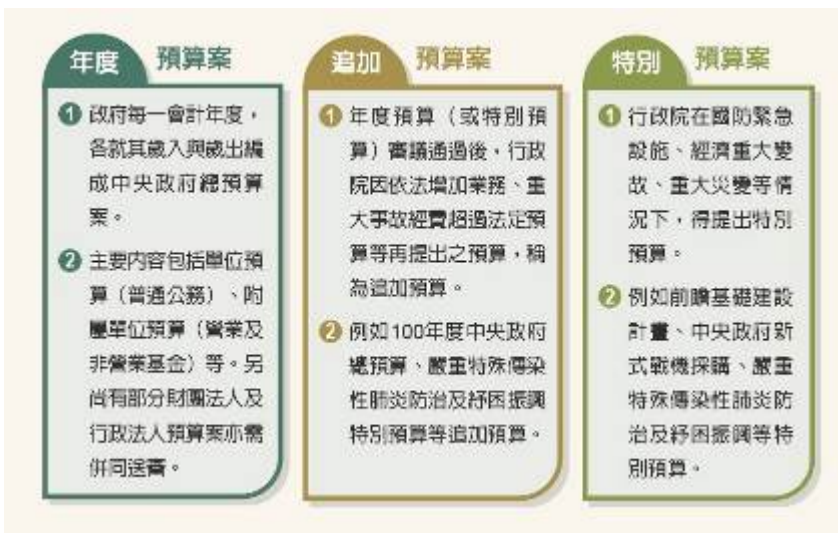 年度 預算案
❶ 政府每一會計年度，
各就其歲入與歲出編
成中央政府總預算
案。
❷ 主要內容包括單位預
算（普通公務）、附
屬單位預算（營業及
非營業基金）等。另
尚有部分財團法人及
行政法人預算案亦需
併同送審。
追加 預算案
❶ 年度預算（或特別預
算）審議通過後，行政
院因依法增加業務、重
大事故經費超過法定預
算等再提出之預算，稱
為追加預算。
❷ 例如100年度中央政府
總預算、嚴重特殊傳染
性肺炎防治及紓困振興
特別預算等追加預算。
特別 預算案
❶ 行政院在國防緊急
設施、經濟重大變
故、重大災變等情
況下，得提出特別
預算。
❷ 例如前瞻基礎建設
計畫、中央政府新
式戰機採購、嚴重
特殊傳染性肺炎防
治及紓困振興等特
別預算。